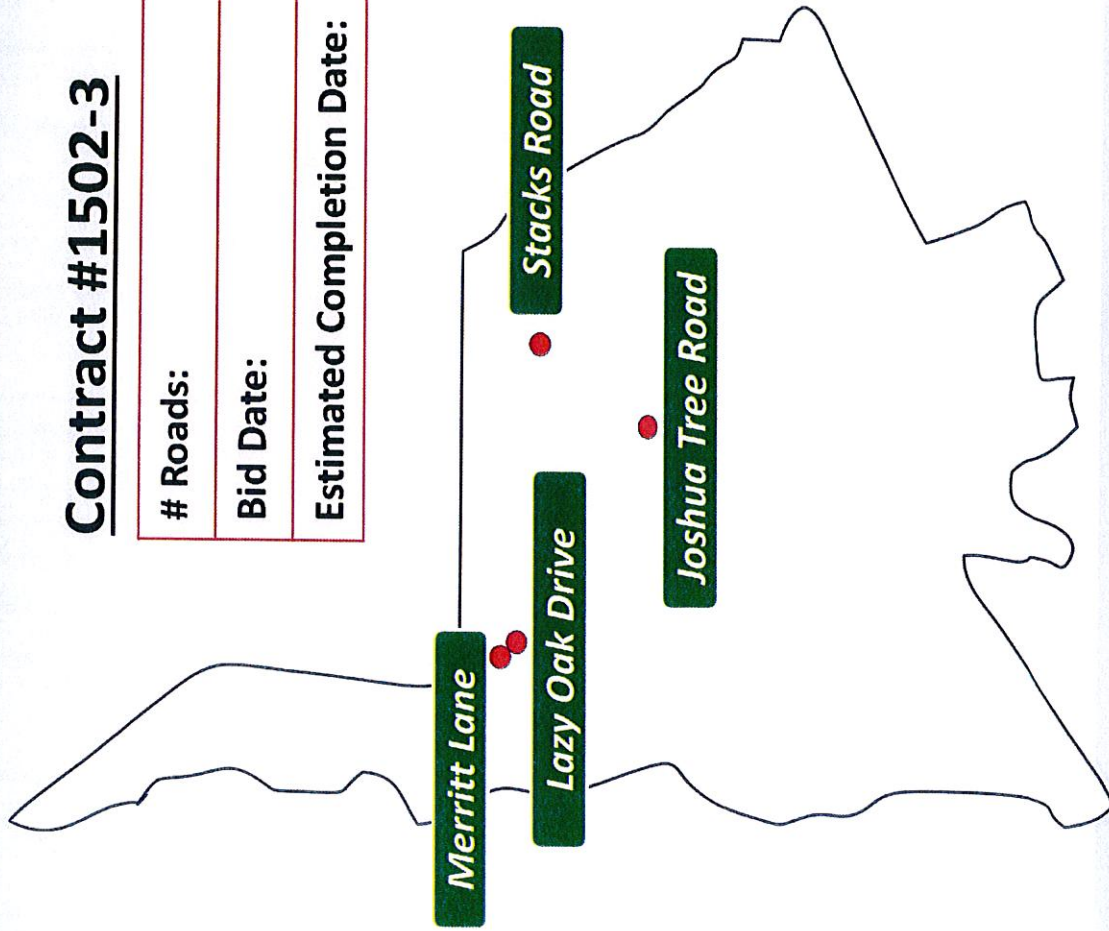 Contract #1502-3
# Roads:
Bid Date:
Estimated Completion Date:
Merritt Lane
Lazy Oak Drive
Stacks Road
Joshua Tree Road